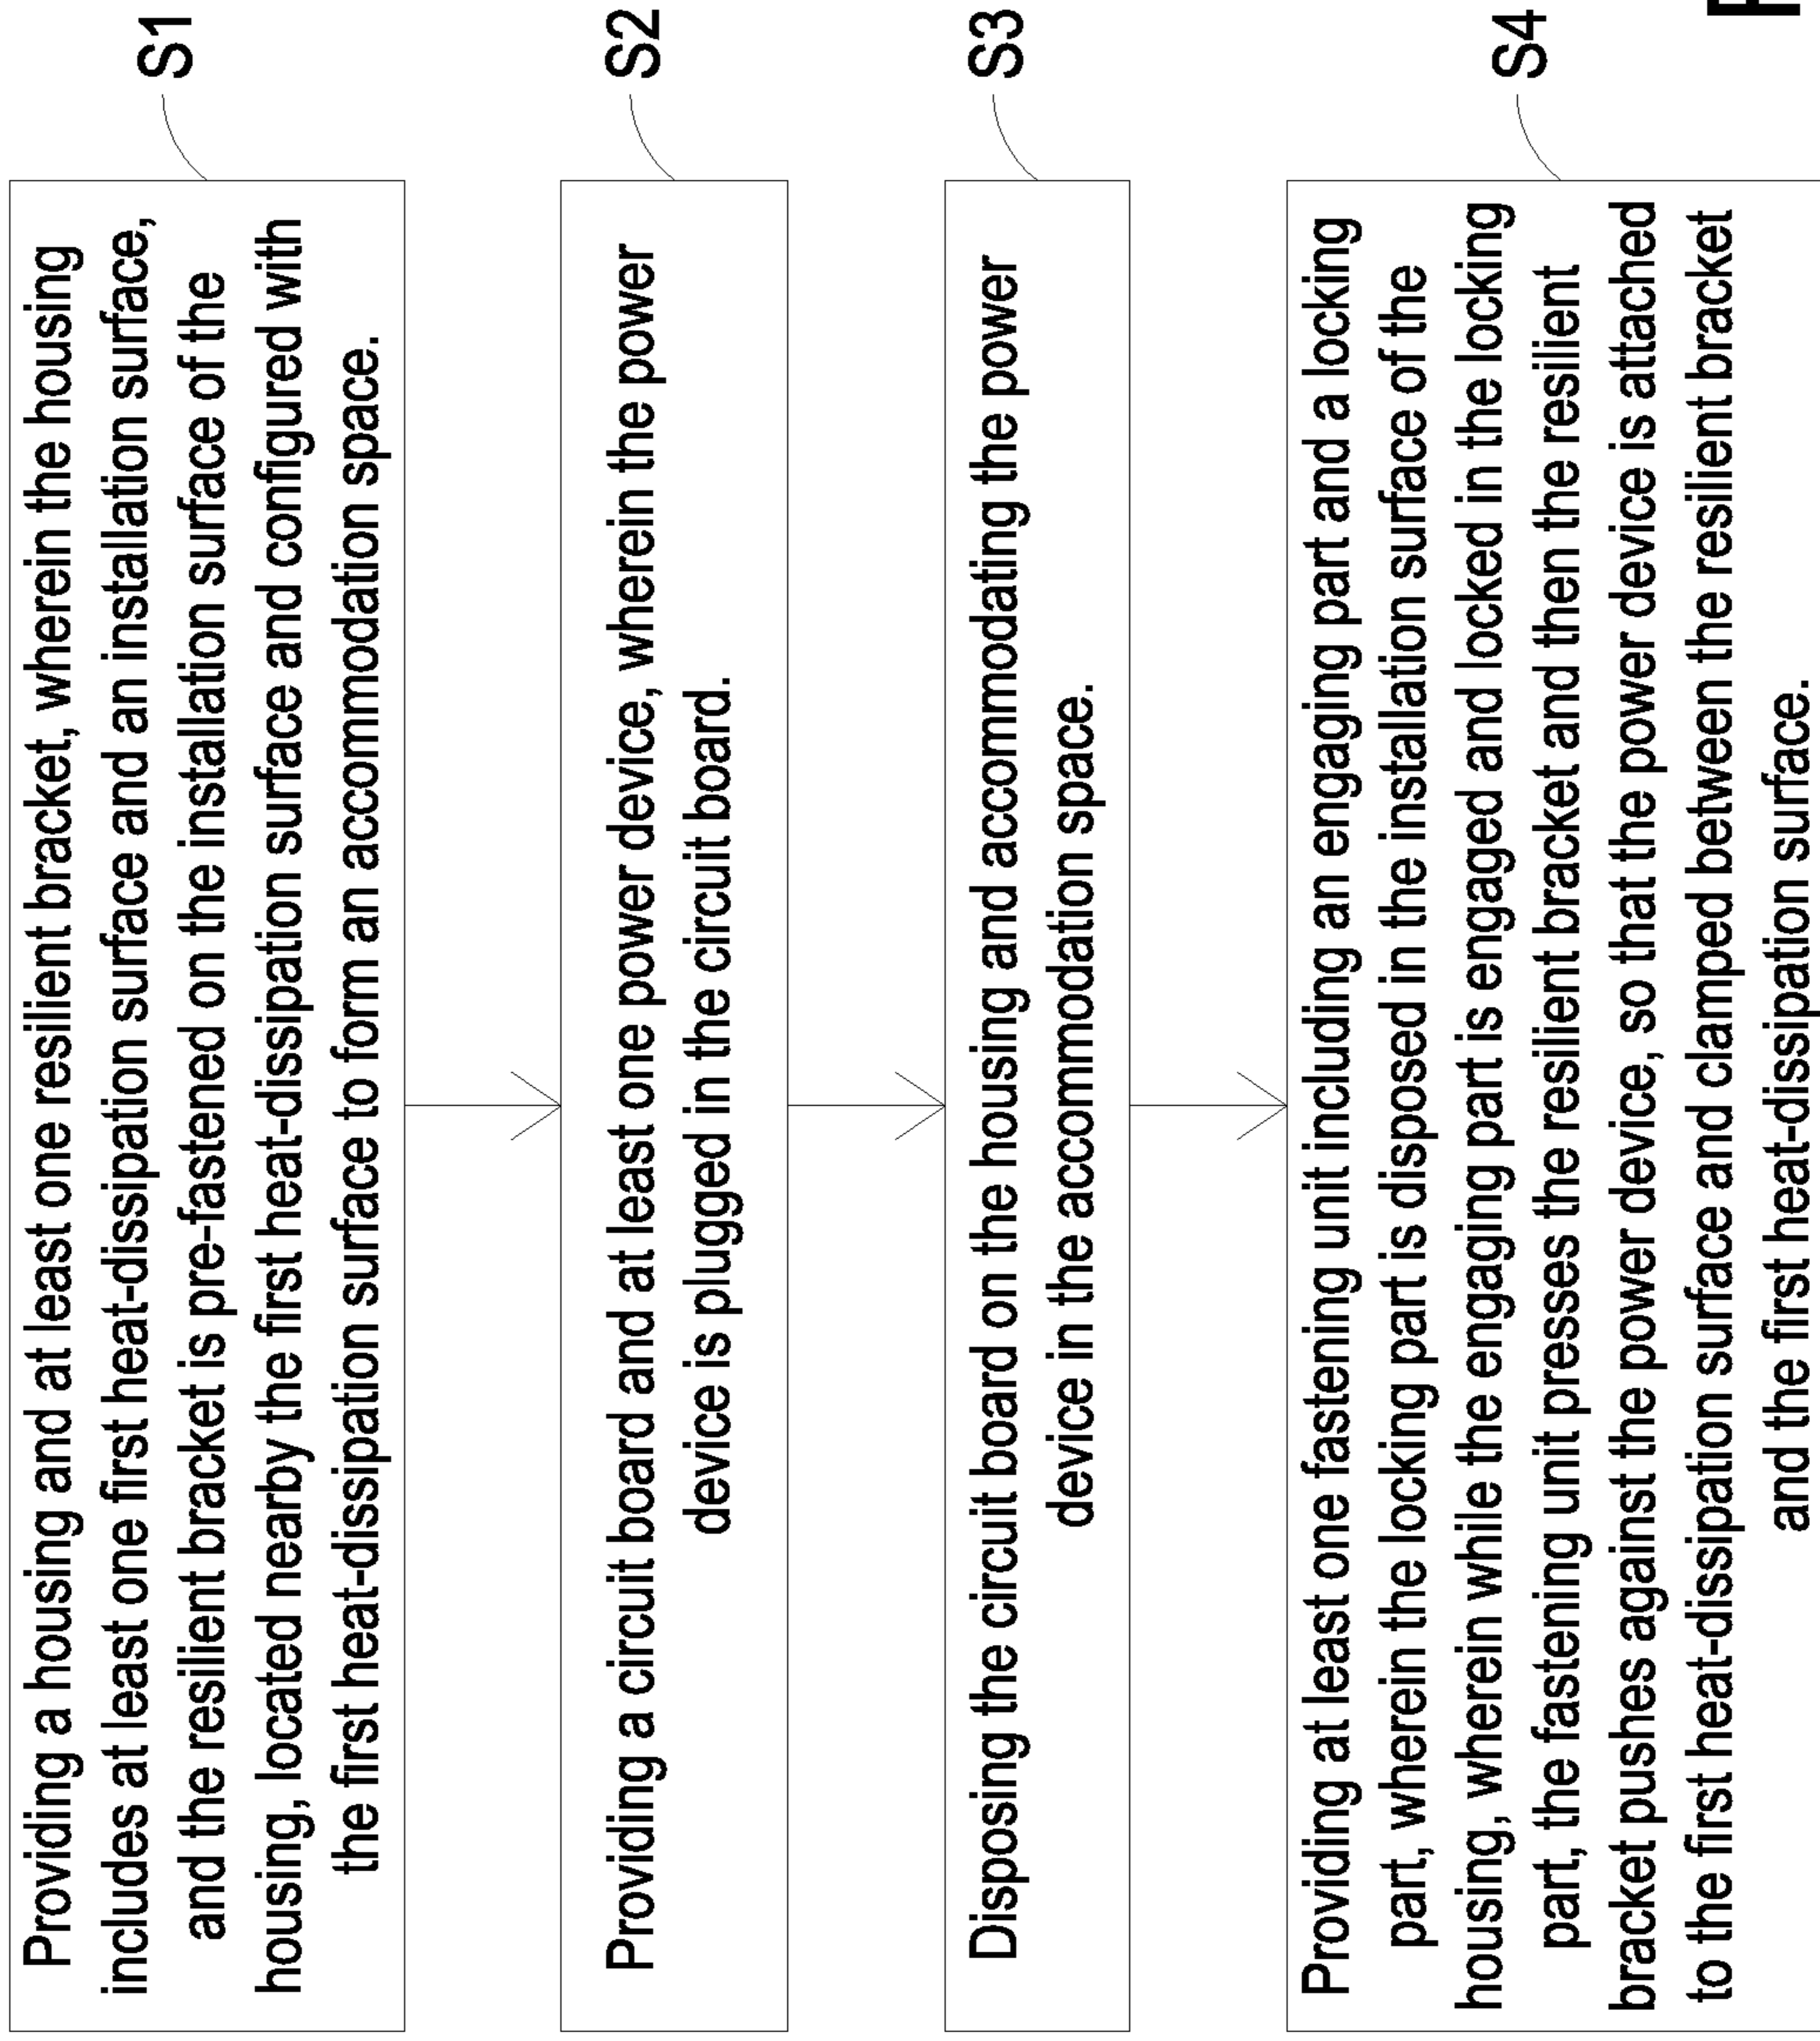 Providing a housing and at least one resilient bracket, wherein the housing
includes at least one first heat-dissipation surface and an installation surface,
and the resilient bracket is pre-fastened on the installation surface of the
housing, located nearby the first heat-dissipation surface and configured with
the first heat-dissipation surface to form an accommodation space.
S1
Providing a circuit board and at least one power device, wherein the power
device is plugged in the circuit board.
S2
Disposing the circuit board on the housing and accommodating the power
device in the accommodation space.
S3
Providing at least one fastening unit including an engaging part and a locking
part, wherein the locking part is disposed in the installation surface of the
housing, wherein while the engaging part is engaged and locked in the locking
part, the fastening unit presses the resilient bracket and then the resilient
bracket pushes against the power device, so that the power device is attached
to the first heat-dissipation surface and clamped between the resilient bracket
and the first heat-dissipation surface.
S4